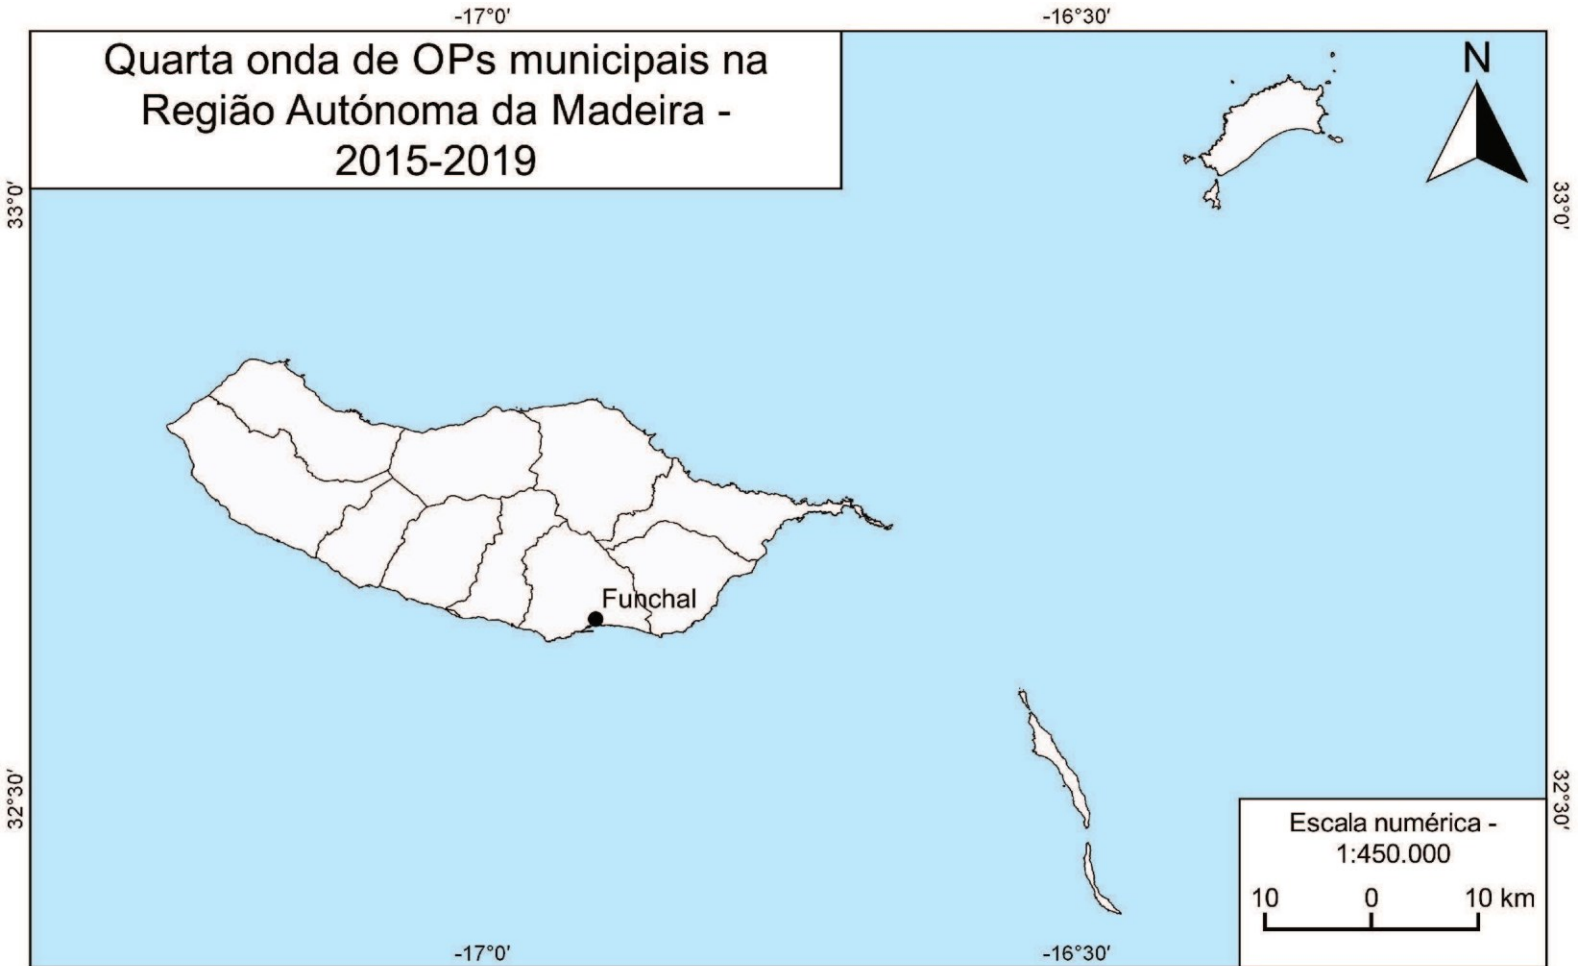 -17°0'
-16°30'
Quarta onda de OPs municipais na
Região Autónoma da Madeira -
2015-2019
N
33°0'
33°0'
Funchal
32°30'
32°30'
Escala numérica -
1:450.000
10 0 10 km
-17°0'
-16°30'